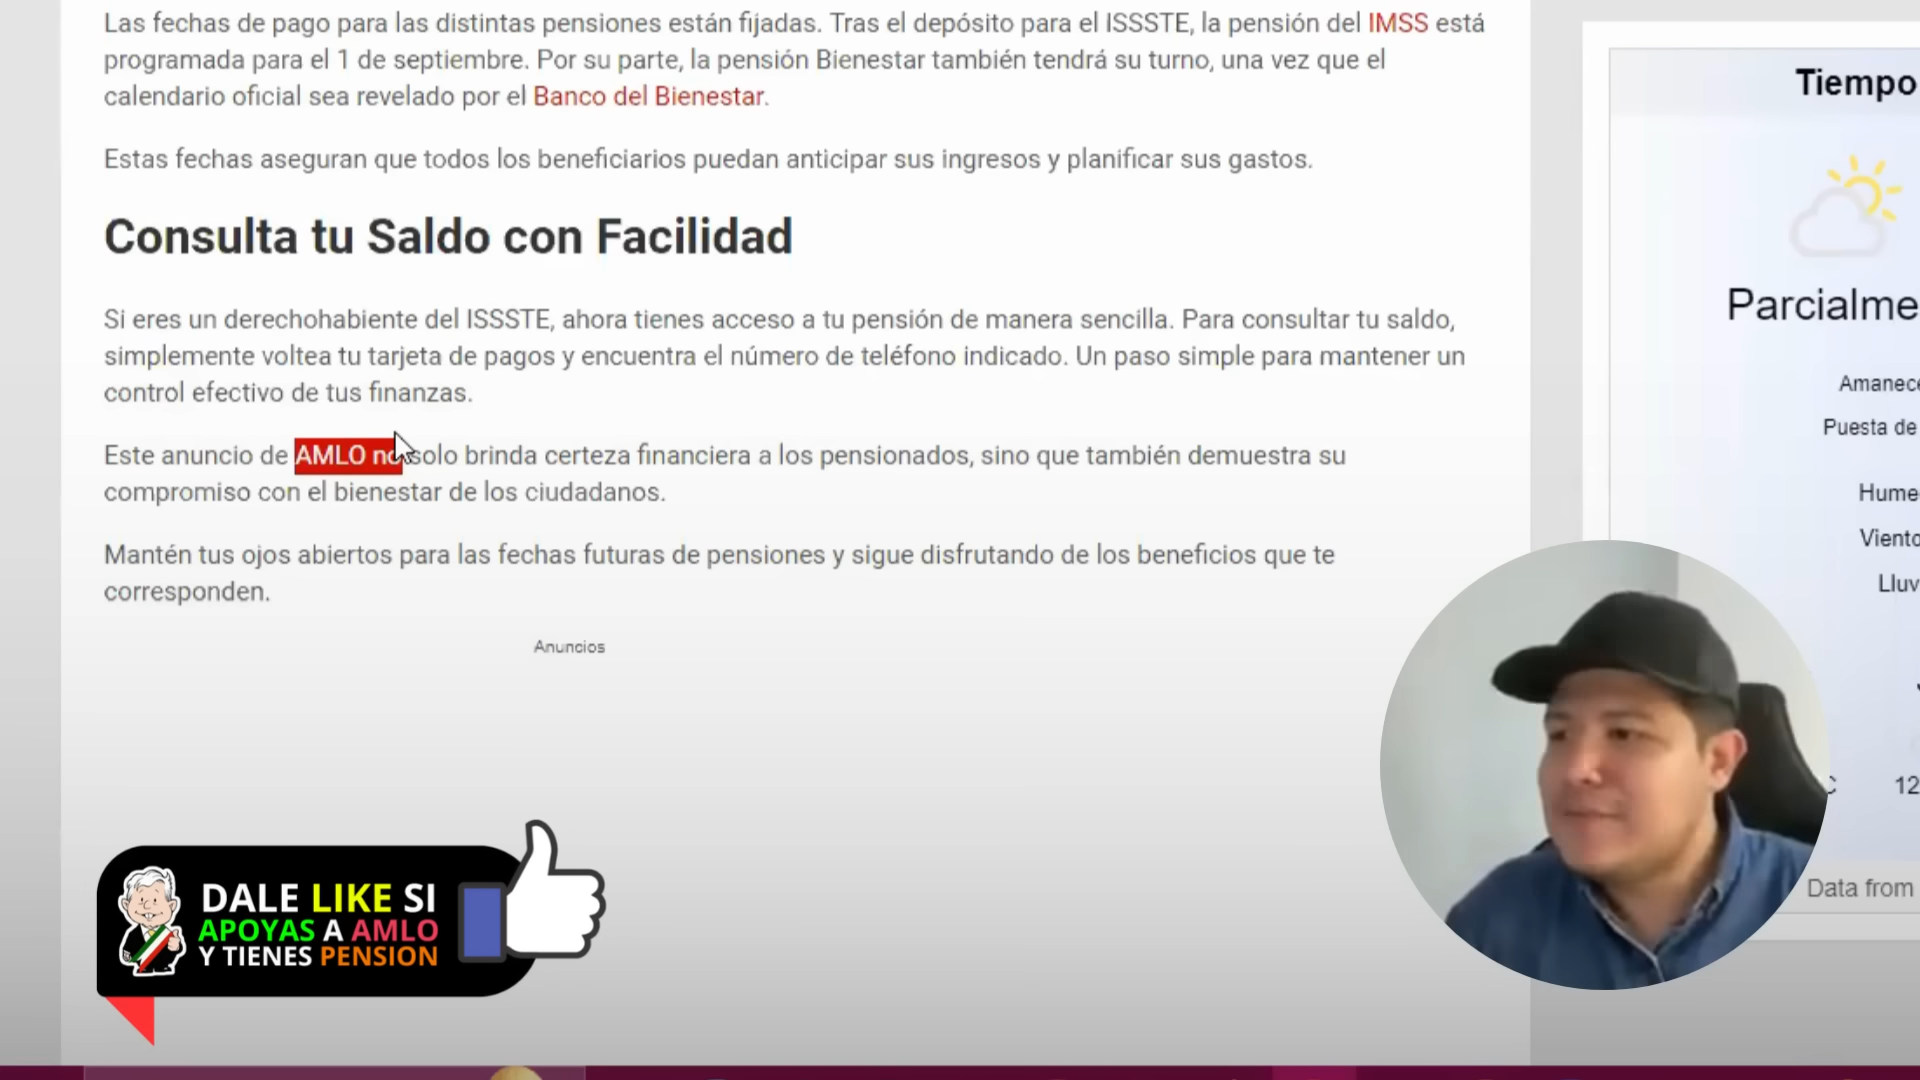 Las fechas de pago para las distintas pensiones están fijadas. Tras el depósito para el ISSSTE, la pensión del IMSS está
programada para el 1 de septiembre. Por su parte, la pensión Bienestar también tendrá su turno, una vez que el
calendario oficial sea revelado por el Banco del Bienestar.
Estas fechas aseguran que todos los beneficiarios puedan anticipar sus ingresos y planificar sus gastos.
Consulta tu Saldo con Facilidad
Si eres un derechohabiente del ISSSTE, ahora tienes acceso a tu pensión de manera sencilla. Para consultar tu saldo,
simplemente voltea tu tarjeta de pagos y encuentra el número de teléfono indicado. Un paso simple para mantener un
control efectivo de tus finanzas.
Este anuncio de AMLO no solo brinda certeza financiera a los pensionados, sino que también demuestra su
compromiso con el bienestar de los ciudadanos.
Mantén tus ojos abiertos para las fechas futuras de pensiones y sigue disfrutando de los beneficios que te
corresponden.
Anuncios
DALE LIKE SI
APOYAS A AMLO
Y TIENES PENSION
Tiempo
Parcialme
Amanece
Puesta de
Hume
Viento
Lluv
12
Data from